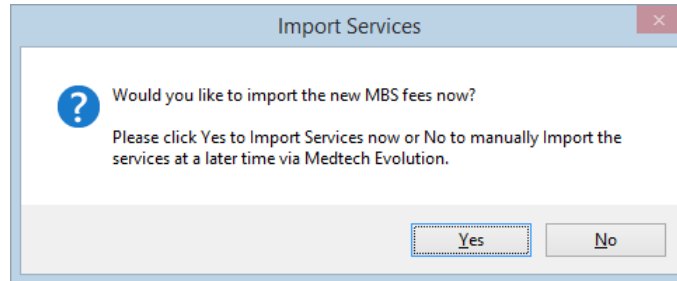 Import Services
Would you like to import the new MBS fees now?
Please click Yes to Import Services now or No to manually Import the
services at a later time via Medtech Evolution.
Yes
No